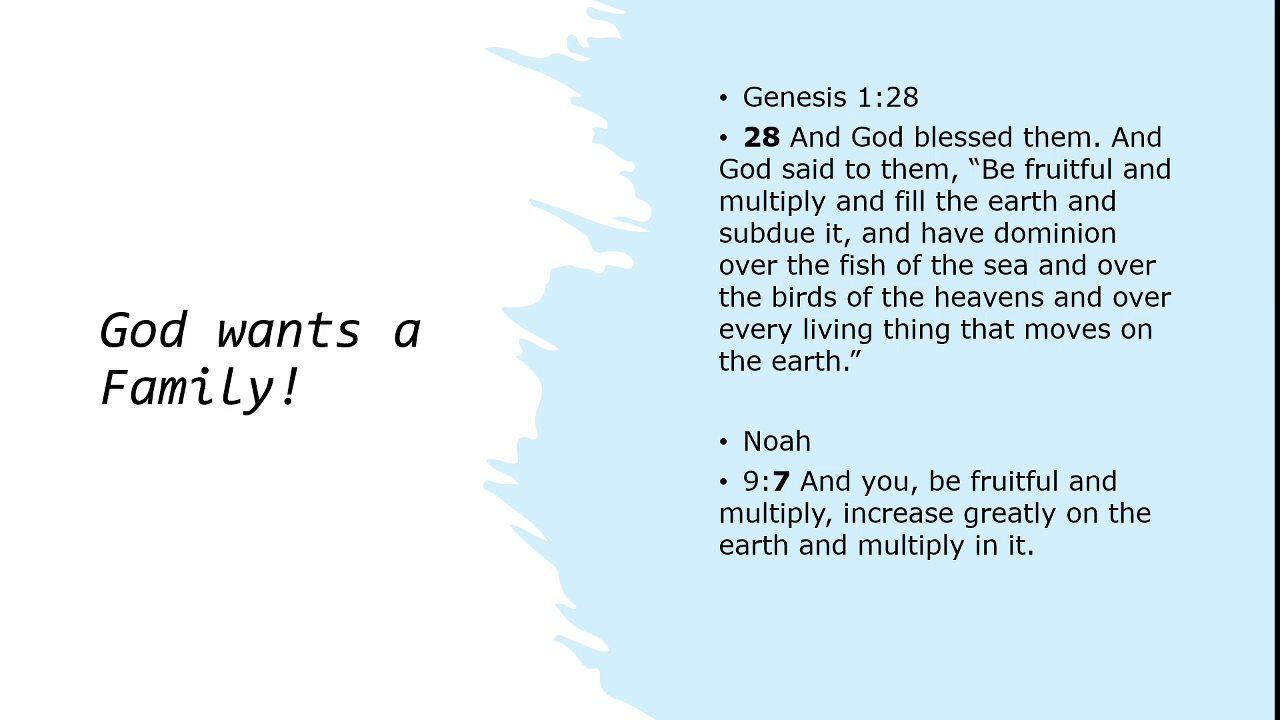 God wants a
Family!
• Genesis 1:28
• 28 And God blessed them. And
God said to them, “Be fruitful and
multiply and fill the earth and
subdue it, and have dominion
over the fish of the sea and over
the birds of the heavens and over
every living thing that moves on
the earth.”
• Noah
• 9:7 And you, be fruitful and
multiply, increase greatly on the
earth and multiply in it.